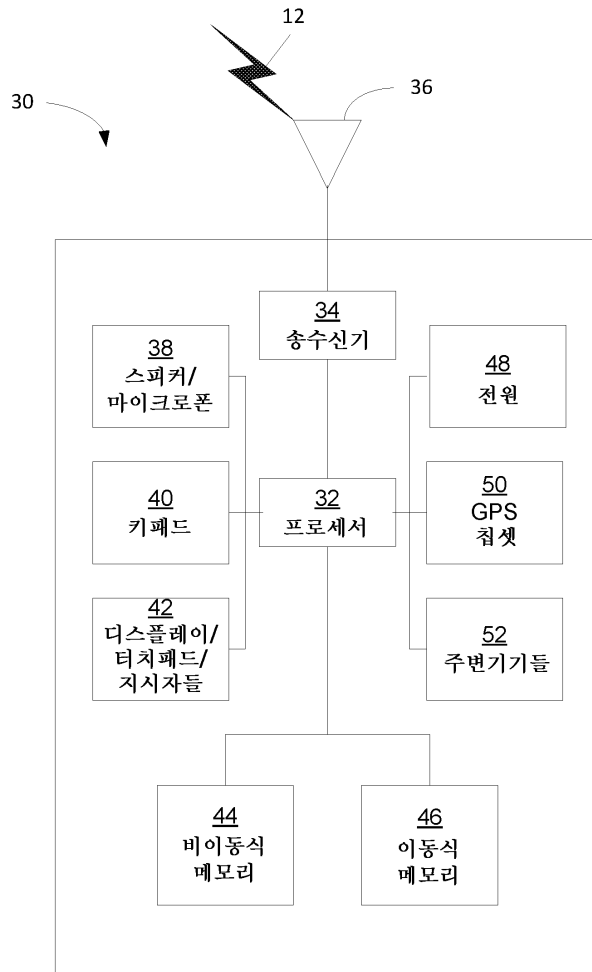 12
36
30
34
송수신기
38
스피커/
마이크로폰
48
전원
40
키패드
32
프로세서
50
GPS
칩셋
42
디스플레이/
터치패드/
지시자들
52
주변기기들
44
비이동식
메모리
46
이동식
메모리